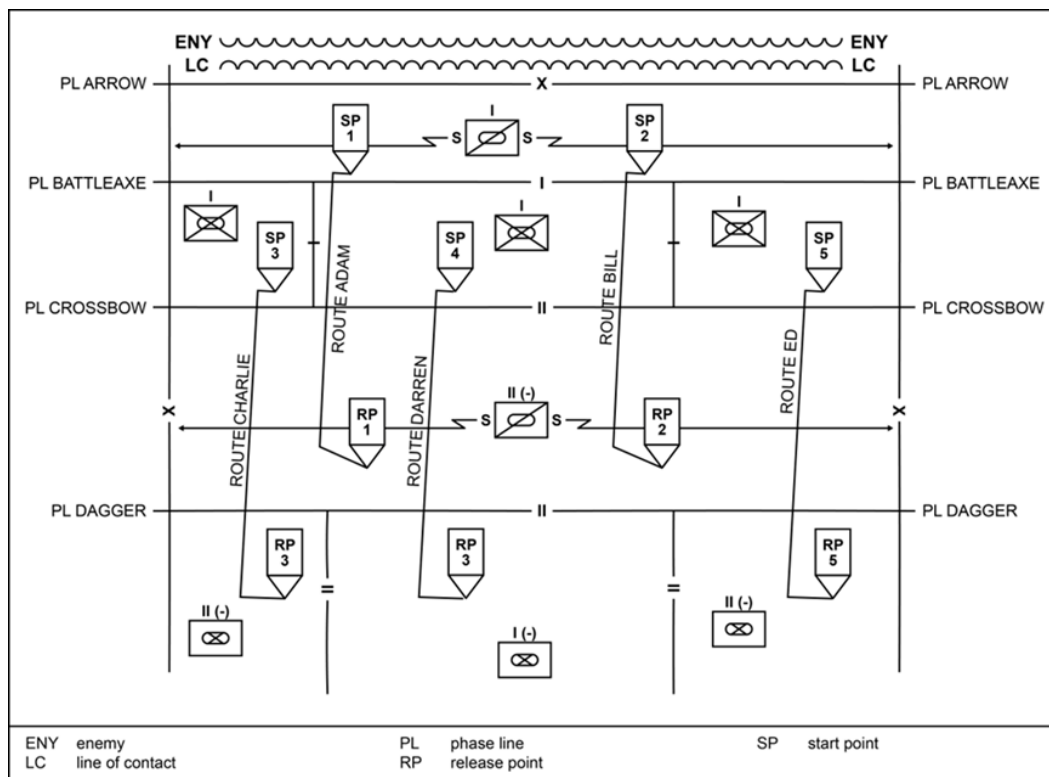 ENY ENY
LC LC
PL ARROW X PL ARROW
I
SP 1
S S
SP 2
PL BATTLEAXE I PL BATTLEAXE
I
I
I
SP 3
SP 4
SP 5
ROUTE ADAM
ROUTE BILL
PL CROSSBOW II PL CROSSBOW
ROUTE CHARLIE
ROUTE DARREN
ROUTE ED
II (-)
X
RP 1
S S
RP 2
X
PL DAGGER II PL DAGGER
RP 3
RP 3
RP 5
II
II
II (-)
I (-)
II (-)
ENY enemy PL phase line SP start point
LC line of contact RP release point